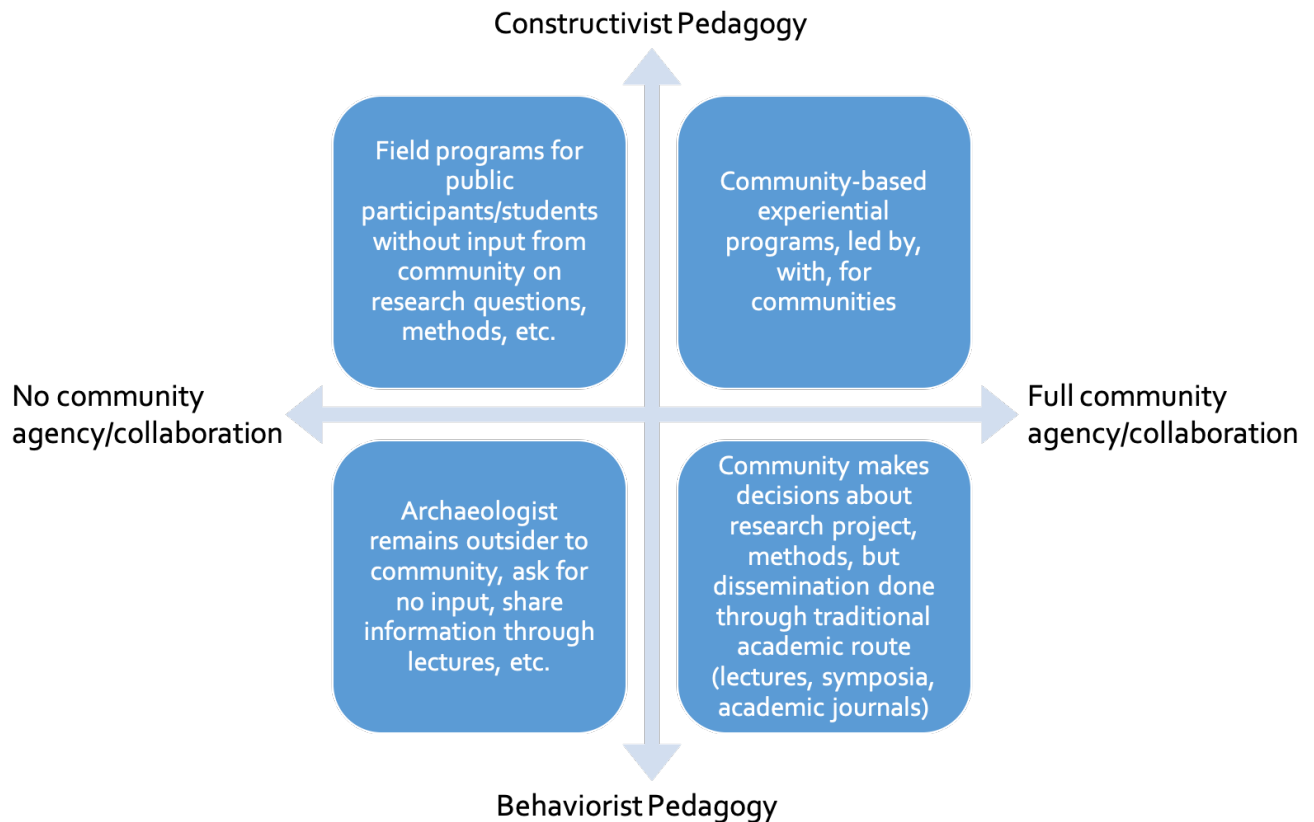 Constructivist Pedagogy
Field programs for
public
participants/students
without input from
community on
research questions,
methods, etc.
Community-based
experiential
programs, led by,
with, for
communities
No community
agency/collaboration
Full community
agency/collaboration
Archaeologist
remains outsider to
community, ask for
no input, share
information through
lectures, etc.
Community makes
decisions about
research project,
methods, but
dissemination done
through traditional
academic route
(lectures, symposia,
academic journals)
Behaviorist Pedagogy